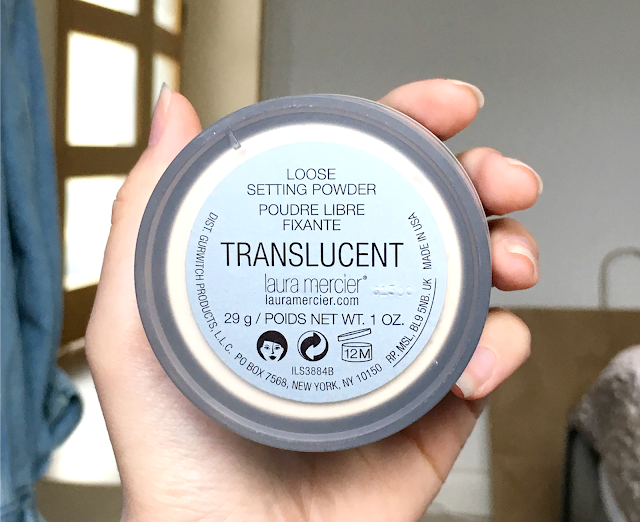 LOOSE
SETTING POWDER
POUDRE LIBRE
FIXANTE
TRANSLUCENT
laura mercier®
lauramercier.com
29 g / POIDS NET WT. 1 OZ.
12M
ILS3884B
DIST. GURWITCH PRODUCTS, L.L.C. PO BOX 7568, NEW YORK, NY 10150 RP. MSL. BL9 5NB, UK MADE IN USA